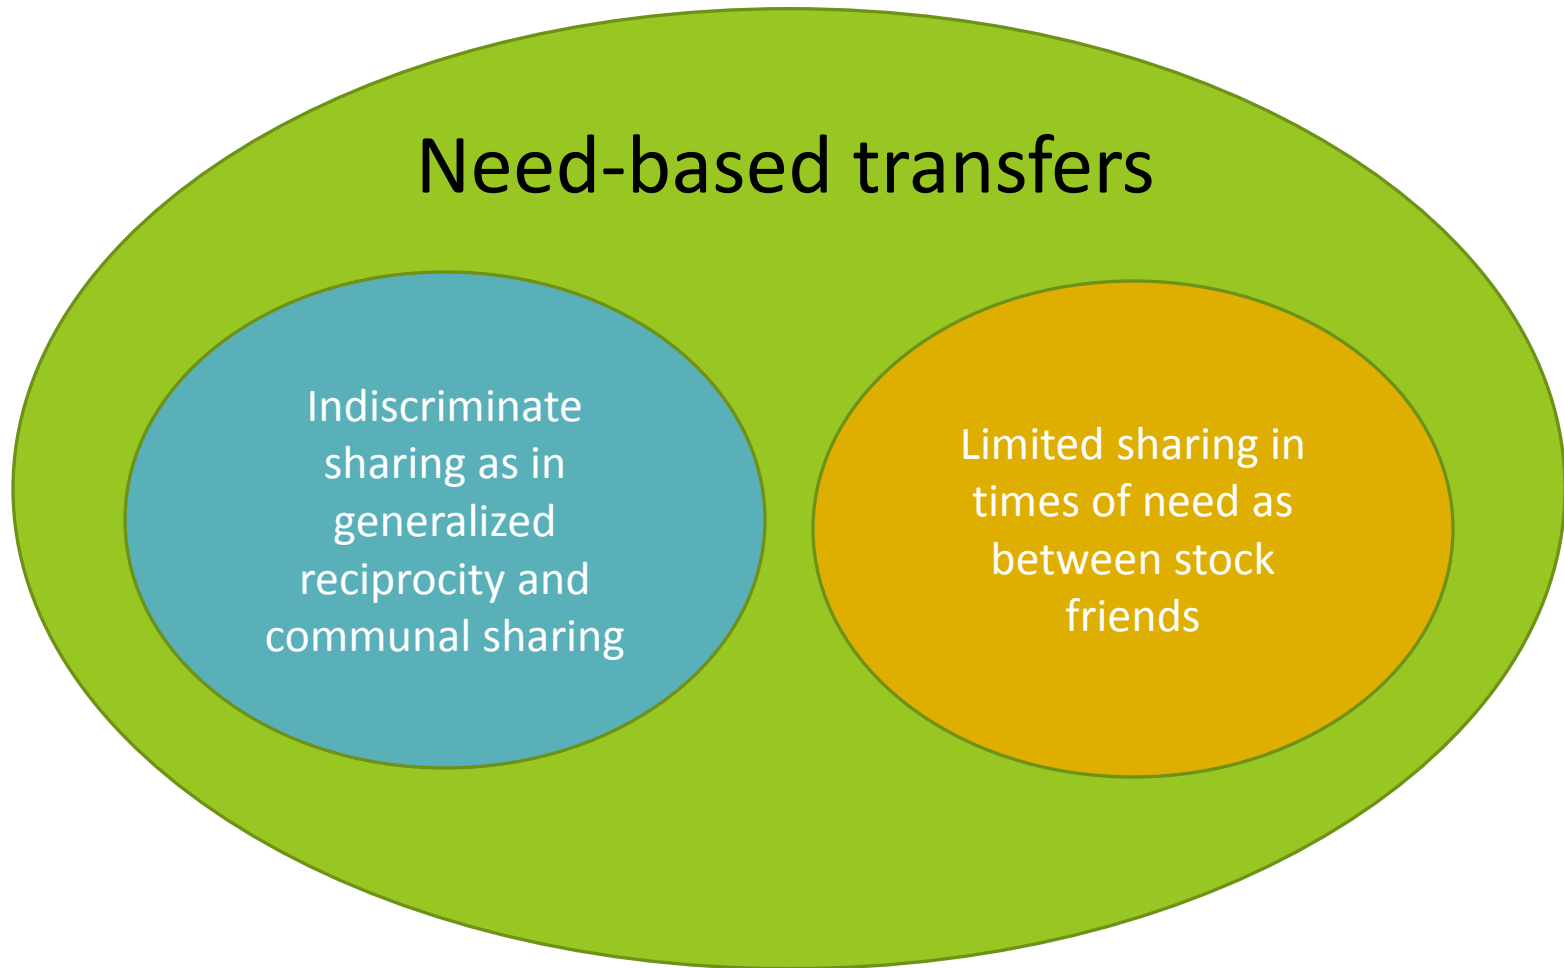 Need-based transfers
Indiscriminate
sharing as in
generalized
reciprocity and
communal sharing
Limited sharing in
times of need as
between stock
friends